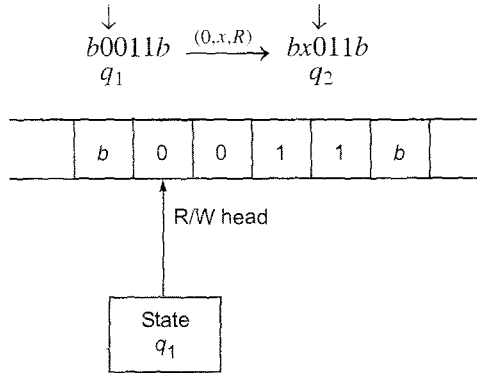 ↓ ↓
b0011b (0,x,R) bx011b
q₁ q₂
b 0 0 1 1 b
R/W head
State
q₁